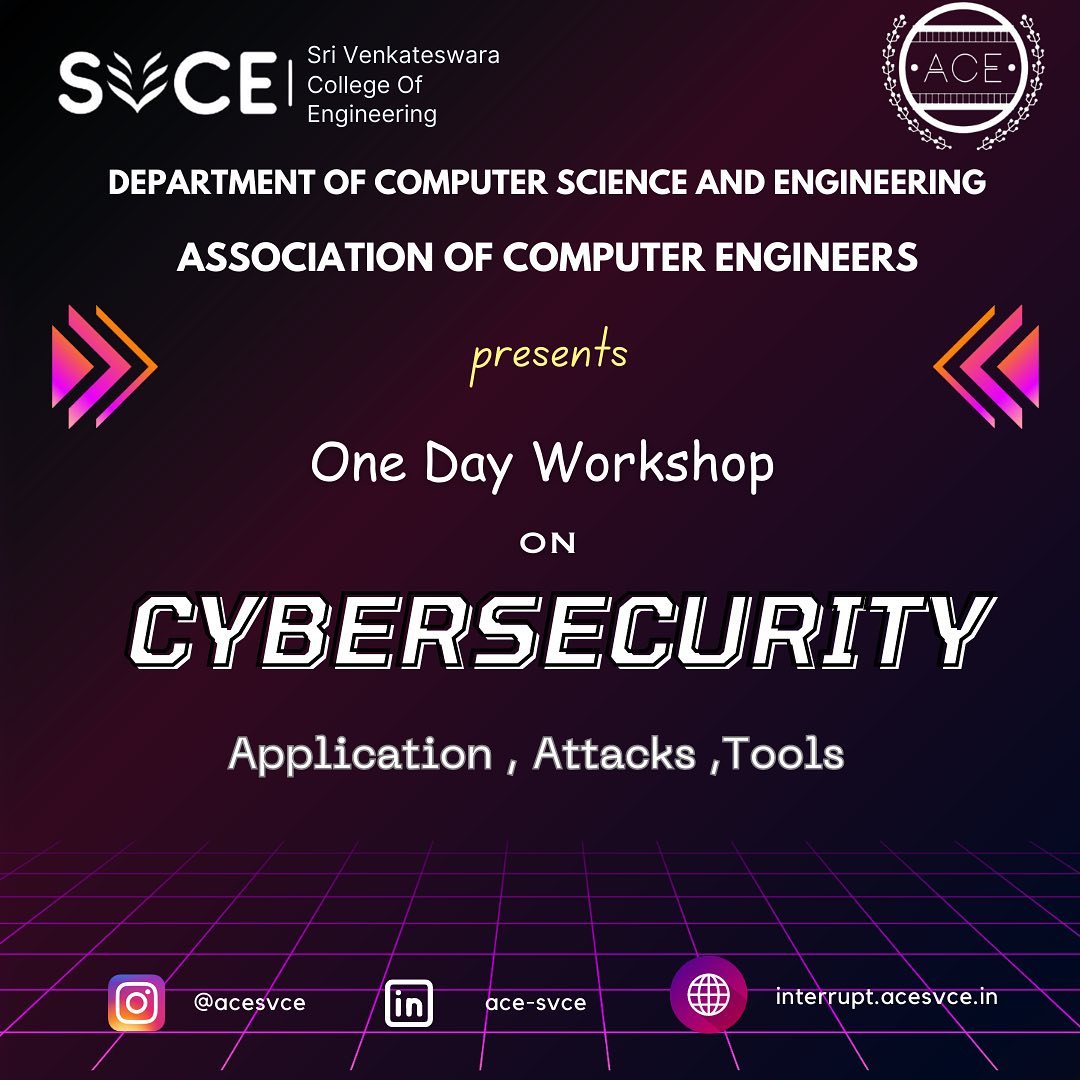 SVCE
Sri Venkateswara
College Of
Engineering
ACE
DEPARTMENT OF COMPUTER SCIENCE AND ENGINEERING
ASSOCIATION OF COMPUTER ENGINEERS
presents
One Day Workshop
ON
CYBERSECURITY
Application , Attacks ,Tools
@acesvce
in
ace-svce
interrupt.acesvce.in